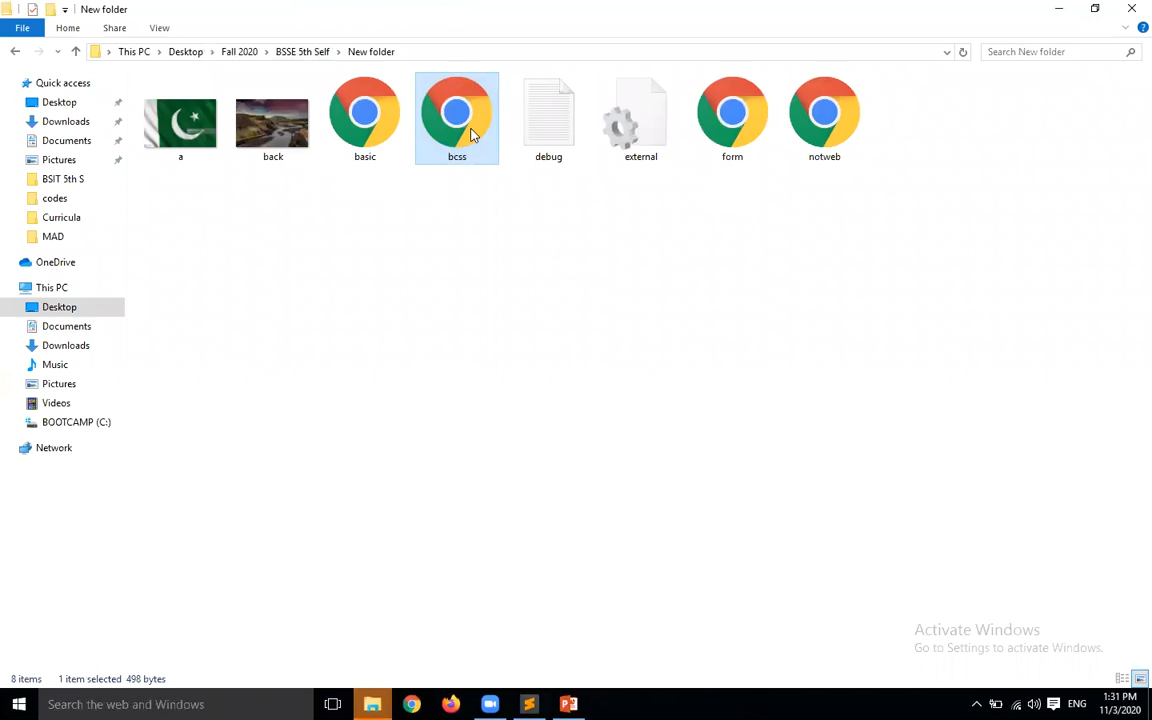 New folder
File
Home
Share
View
This PC
Desktop
Fall 2020
BSSE 5th Self
New folder
Search New folder
Quick access
Desktop
Downloads
Documents
Pictures
BSIT 5th S
codes
Curricula
MAD
OneDrive
This PC
Desktop
Documents
Downloads
Music
Pictures
Videos
BOOTCAMP (C:)
Network
a
back
basic
bcss
debug
external
form
notweb
Activate Windows
Go to Settings to activate Windows.
8 items
1 item selected 498 bytes
Search the web and Windows
ENG
1:31 PM
11/3/2020